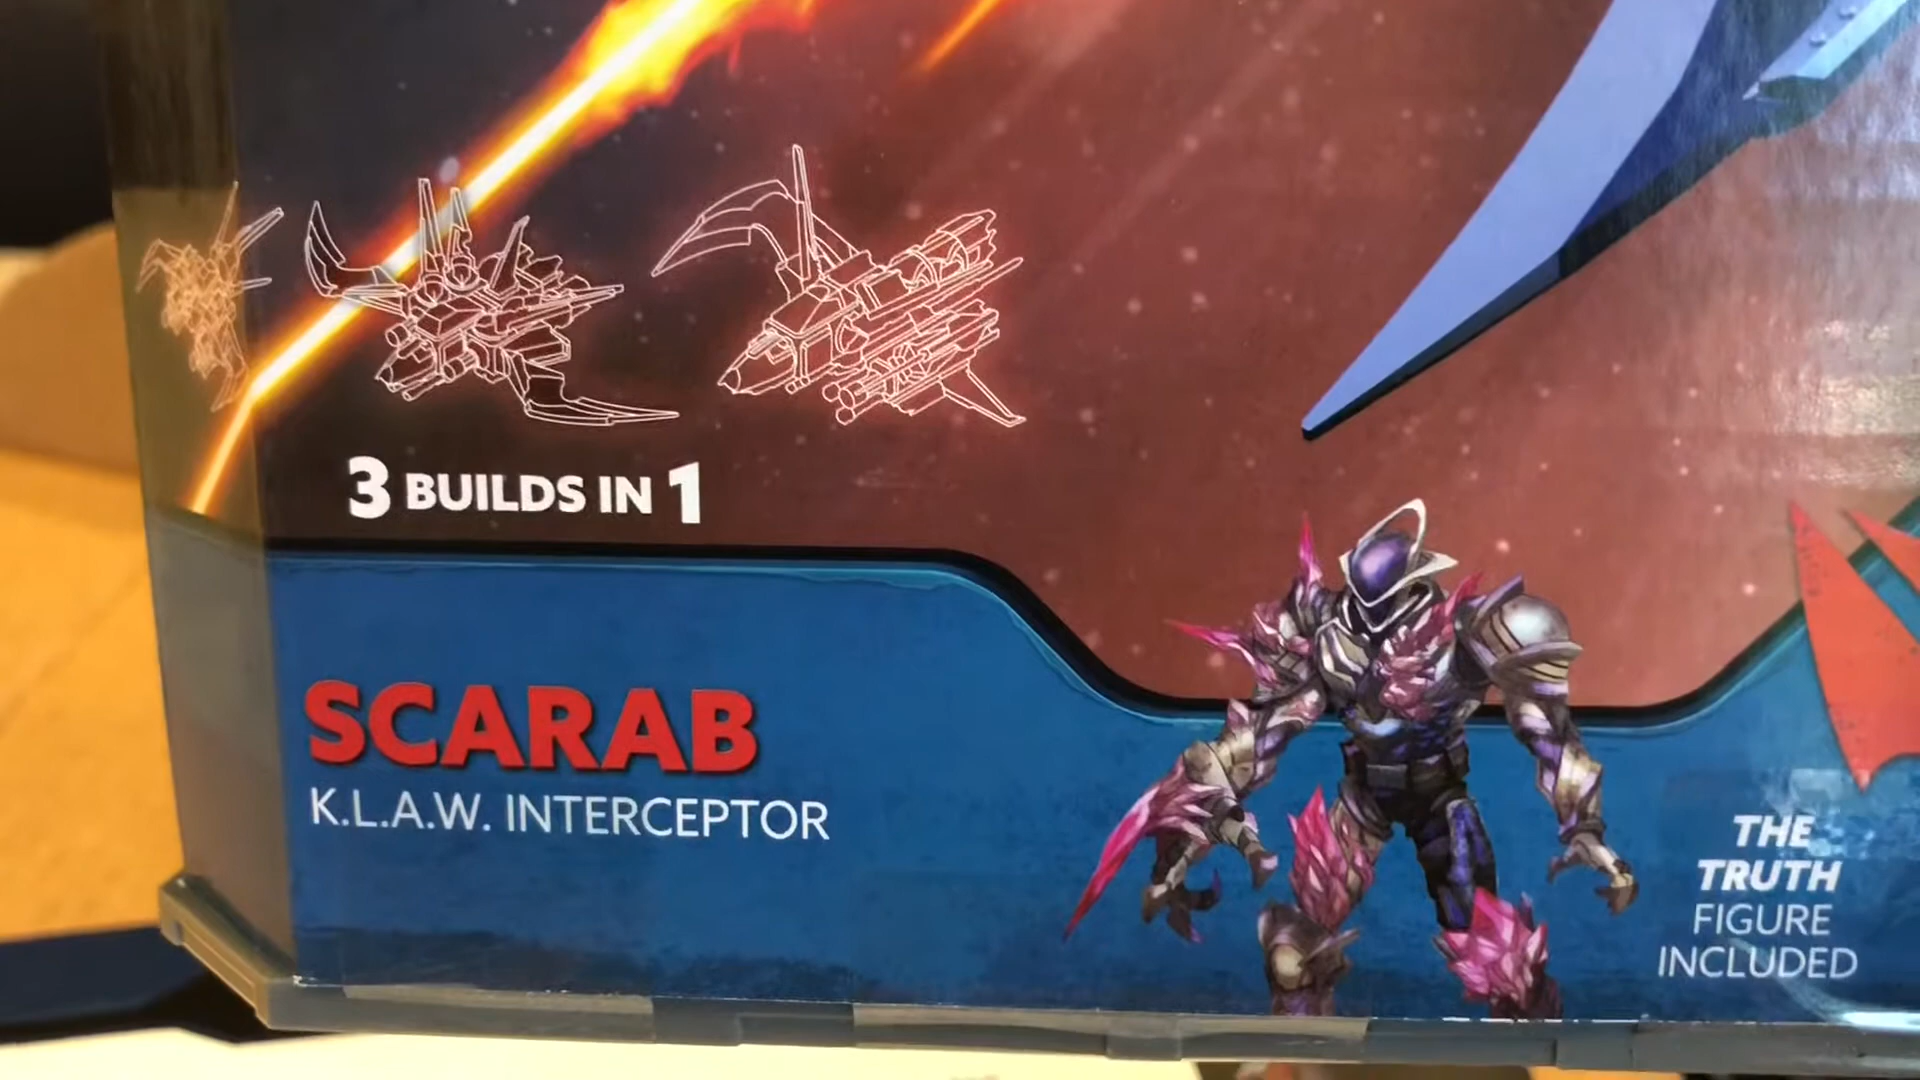 3 BUILDS IN 1
SCARAB
K.L.A.W. INTERCEPTOR
THE
TRUTH
FIGURE
INCLUDED